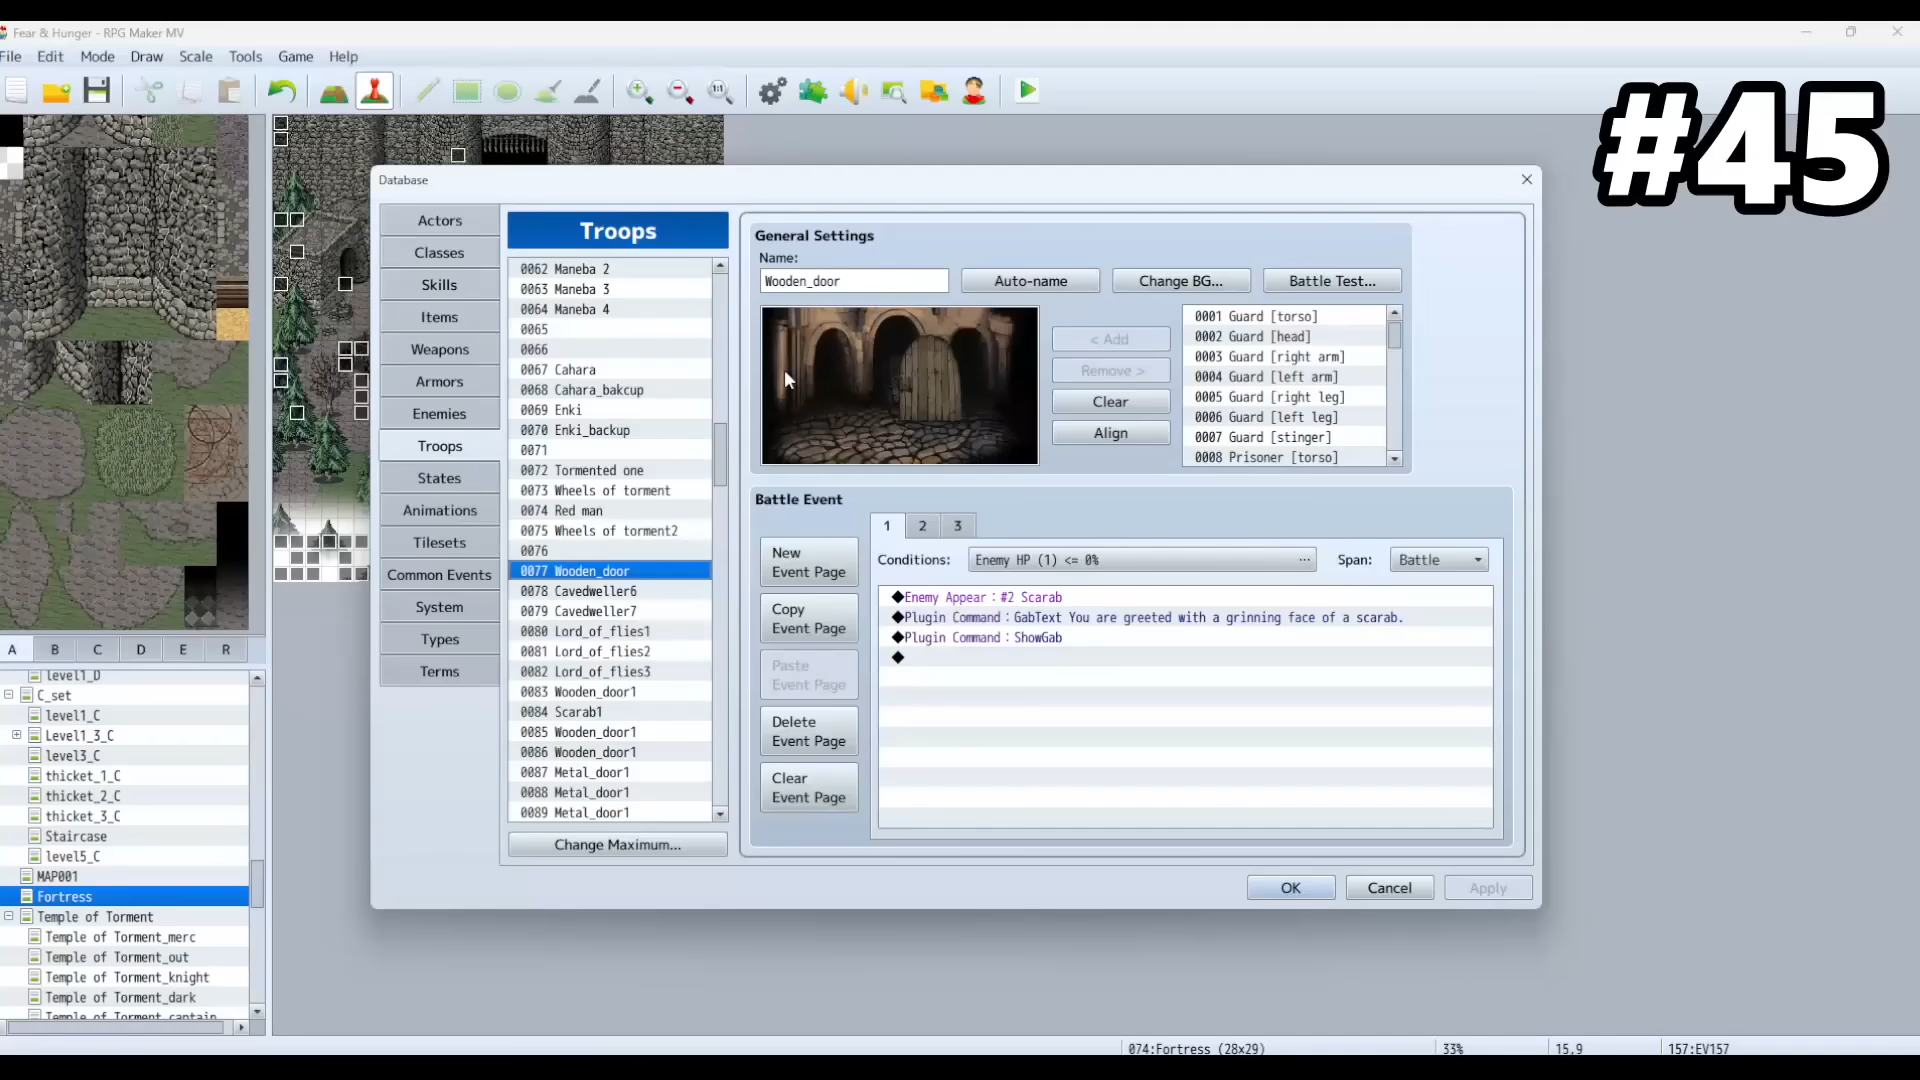 Fear & Hunger - RPG Maker MV
File Edit Mode Draw Scale Tools Game Help
1:1
#45
Database
Actors
Classes
Skills
Items
Weapons
Armors
Enemies
Troops
States
Animations
Tilesets
Common Events
System
Types
Terms
Troops
0062 Maneba 2
0063 Maneba 3
0064 Maneba 4
0065
0066
0067 Cahara
0068 Cahara_bakcup
0069 Enki
0070 Enki_backup
0071
0072 Tormented one
0073 Wheels of torment
0074 Red man
0075 Wheels of torment2
0076
0077 Wooden_door
0078 Cavedweller6
0079 Cavedweller7
0080 Lord_of_flies1
0081 Lord_of_flies2
0082 Lord_of_flies3
0083 Wooden_door1
0084 Scarab1
0085 Wooden_door1
0086 Wooden_door1
0087 Metal_door1
0088 Metal_door1
0089 Metal_door1
Change Maximum...
General Settings
Name:
Wooden_door
Auto-name
Change BG...
Battle Test...
< Add
Remove >
Clear
Align
0001 Guard [torso]
0002 Guard [head]
0003 Guard [right arm]
0004 Guard [left arm]
0005 Guard [right leg]
0006 Guard [left leg]
0007 Guard [stinger]
0008 Prisoner [torso]
Battle Event
1 2 3
New
Event Page
Copy
Event Page
Paste
Event Page
Delete
Event Page
Clear
Event Page
Conditions: Enemy HP (1) <= 0% ... Span: Battle
◆Enemy Appear：#2 Scarab
◆Plugin Command：GabText You are greeted with a grinning face of a scarab.
◆Plugin Command：ShowGab
◆
OK
Cancel
Apply
A B C D E R
level1_D
C_set
level1_C
Level1_3_C
level3_C
thicket_1_C
thicket_2_C
thicket_3_C
Staircase
level5_C
MAP001
Fortress
Temple of Torment
Temple of Torment_merc
Temple of Torment_out
Temple of Torment_knight
Temple of Torment_dark
Temple of Torment_captain
074:Fortress (28x29)
33%
15,9
157:EV157